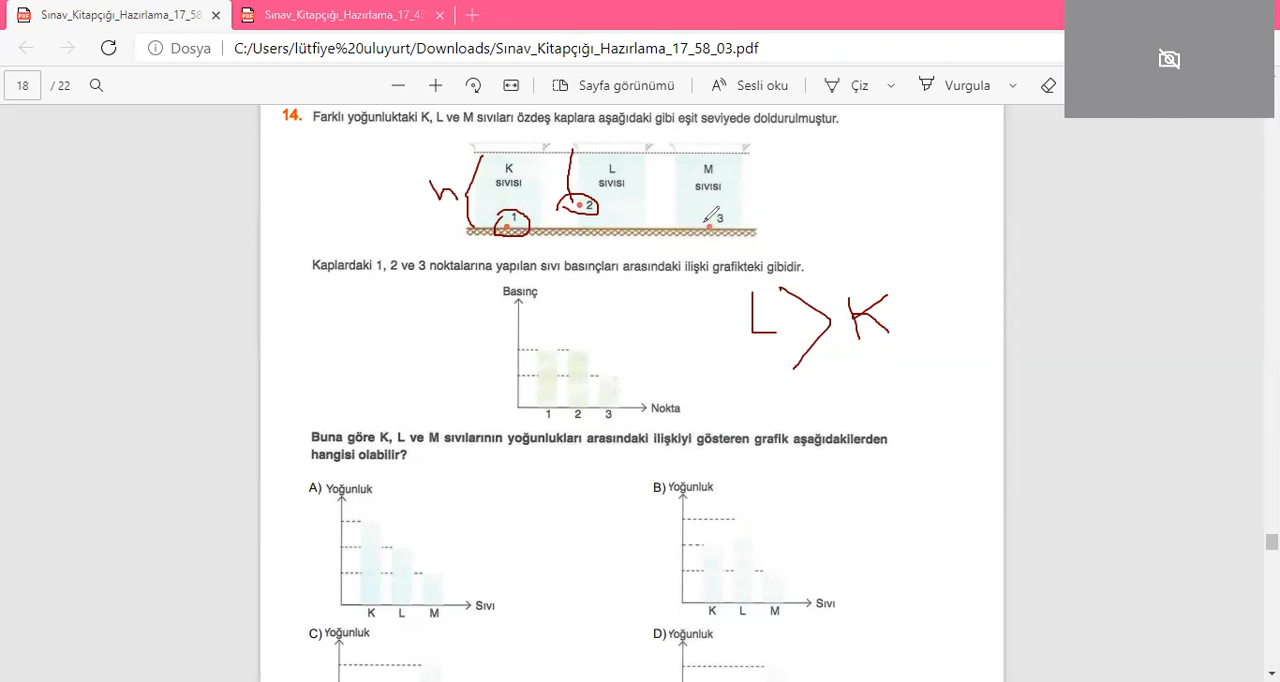 Sınav_Kitapçığı_Hazırlama_17_58
Sınav_Kitapçığı_Hazırlama_17_45
Dosya
C:/Users/lütfiye%20uluyurt/Downloads/Sınav_Kitapçığı_Hazırlama_17_58_03.pdf
18 / 22
Sayfa görünümü
Sesli oku
Çiz
Vurgula
14. Farklı yoğunluktaki K, L ve M sıvıları özdeş kaplara aşağıdaki gibi eşit seviyede doldurulmuştur.
K SIVISI
L SIVISI
M SIVISI
h
1
2
3
Kaplardaki 1, 2 ve 3 noktalarına yapılan sıvı basınçları arasındaki ilişki grafikteki gibidir.
Basınç
L > K
Nokta
1 2 3
Buna göre K, L ve M sıvılarının yoğunlukları arasındaki ilişkiyi gösteren grafik aşağıdakilerden
hangisi olabilir?
A) Yoğunluk
K L M
Sıvı
B) Yoğunluk
K L M
Sıvı
C) Yoğunluk
D) Yoğunluk